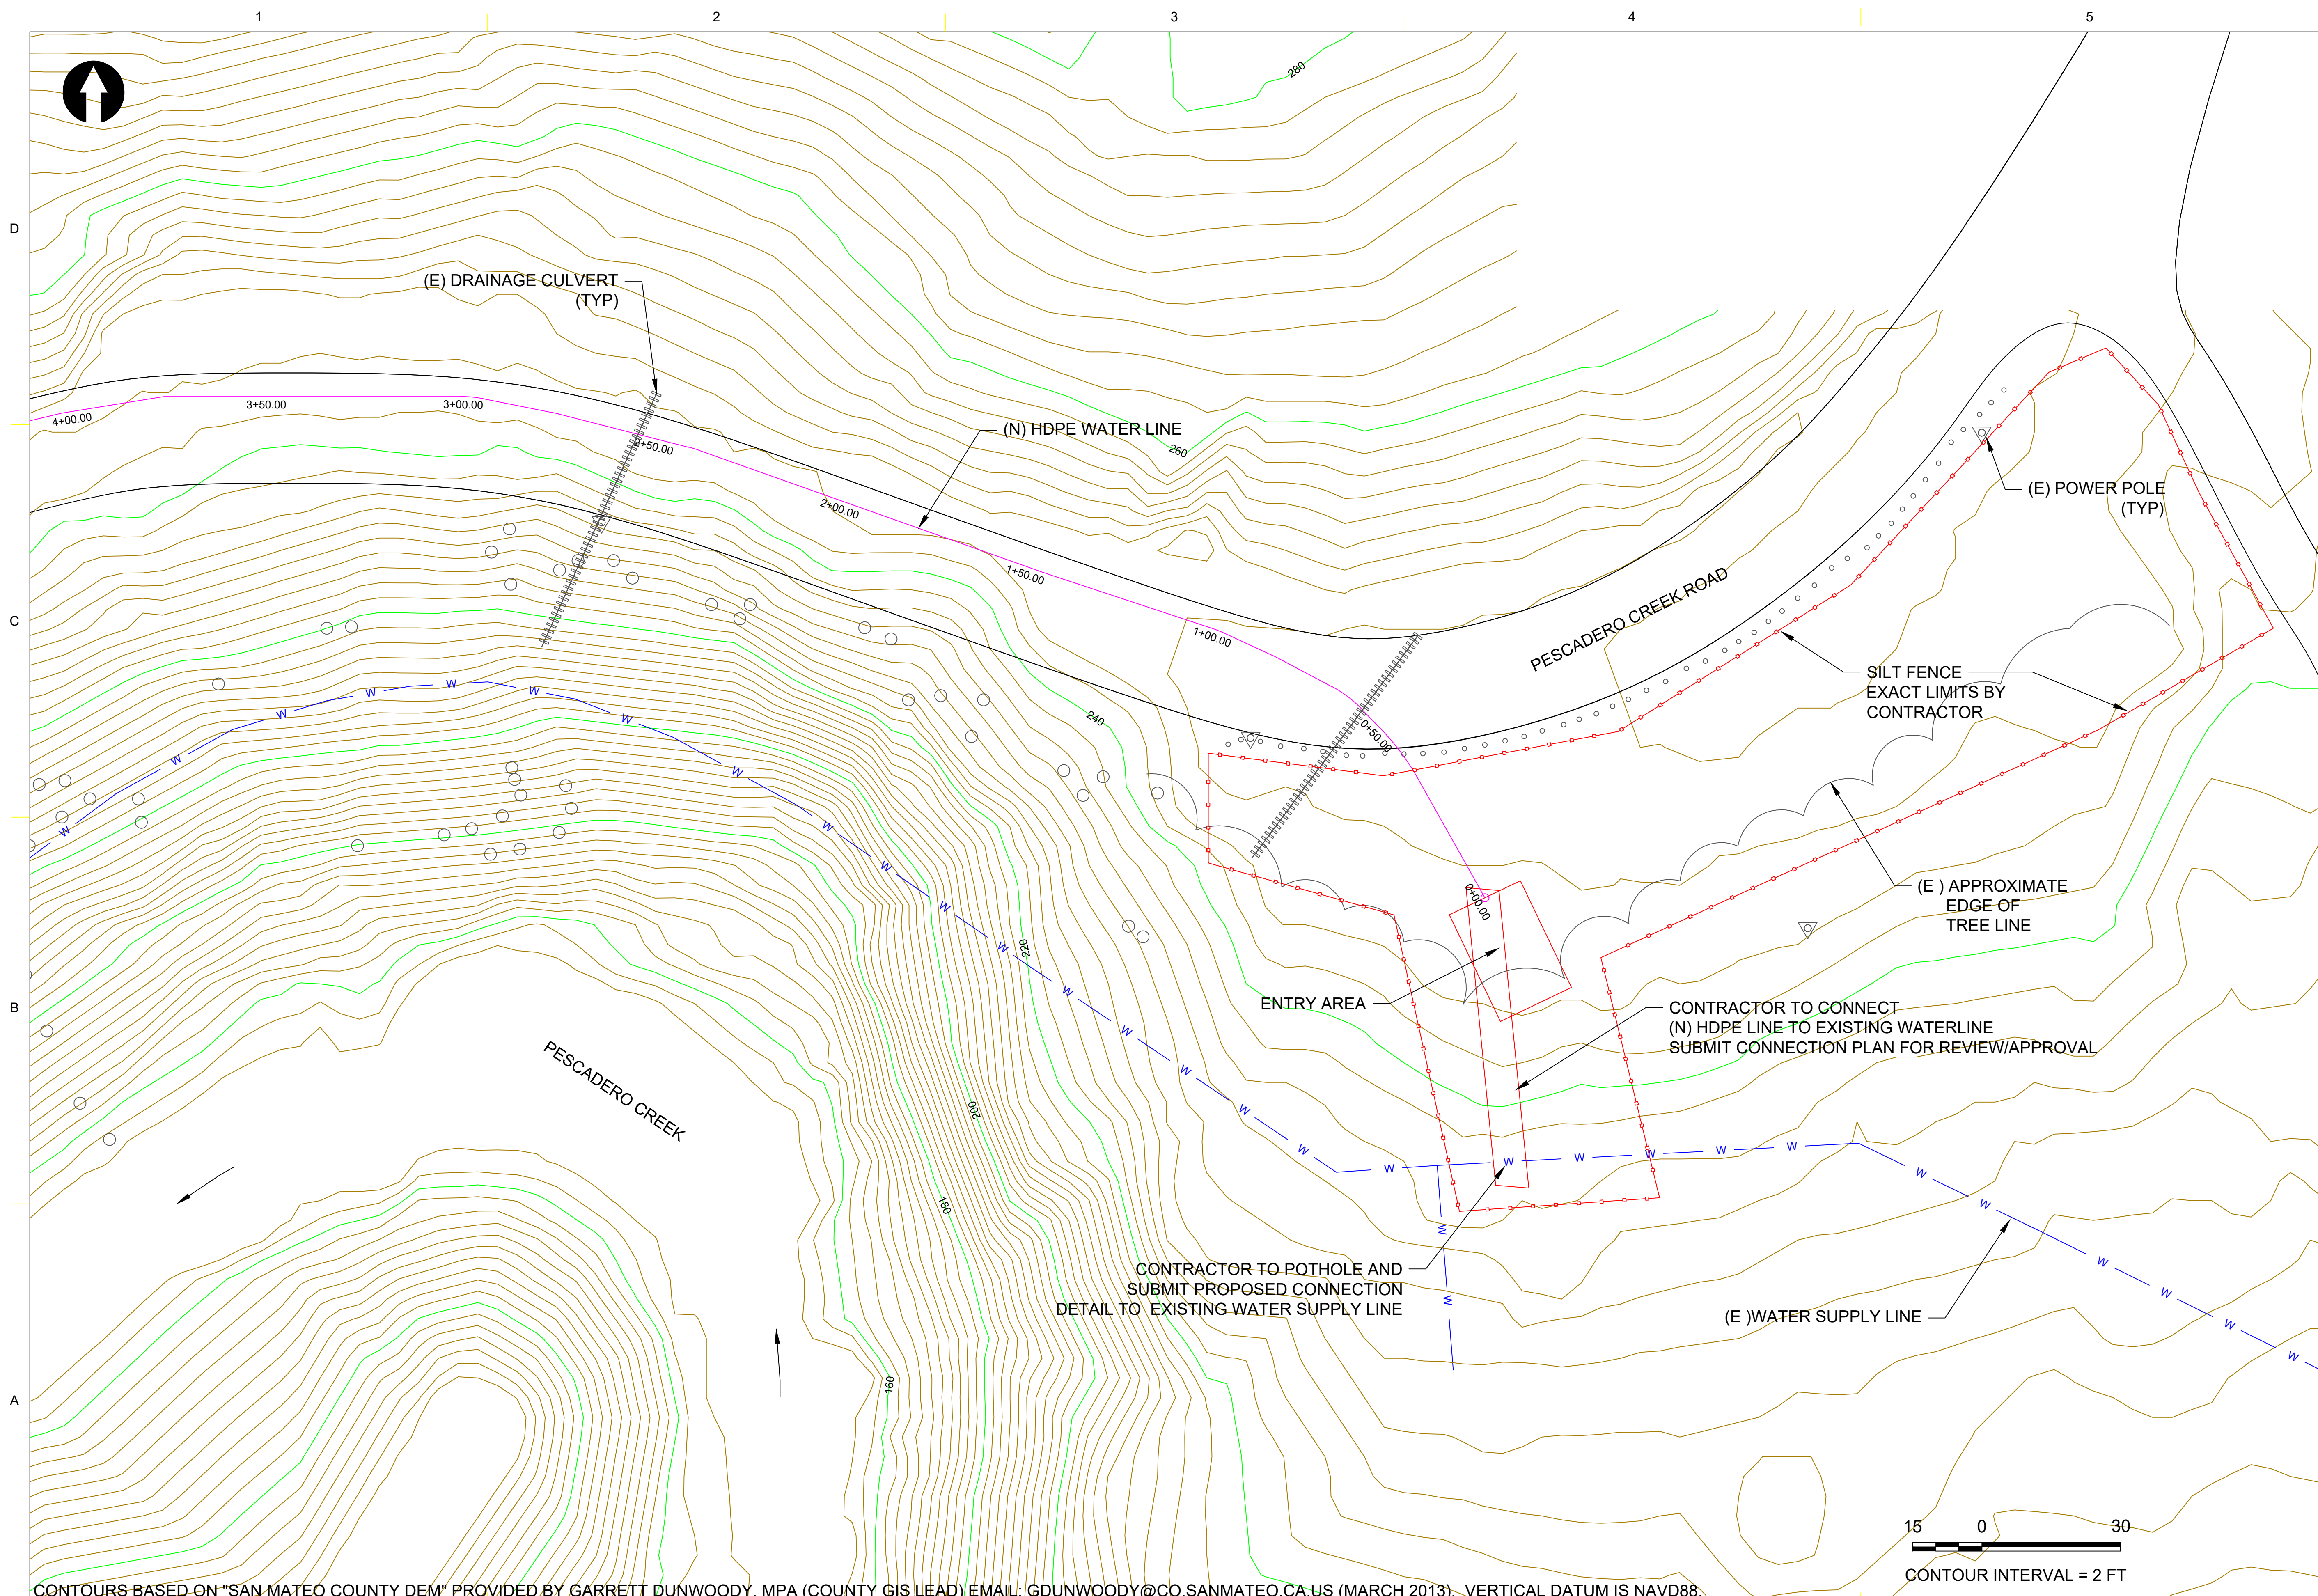 1
2
3
4
5
D
C
B
A
280
(E) DRAINAGE CULVERT
(TYP)
4+00.00
3+50.00
3+00.00
2+50.00
2+00.00
1+50.00
1+00.00
0+50.00
0+00.00
(N) HDPE WATER LINE
260
(E) POWER POLE
(TYP)
PESCADERO CREEK ROAD
SILT FENCE
EXACT LIMITS BY
CONTRACTOR
240
(E ) APPROXIMATE
EDGE OF
TREE LINE
220
ENTRY AREA
CONTRACTOR TO CONNECT
(N) HDPE LINE TO EXISTING WATERLINE
SUBMIT CONNECTION PLAN FOR REVIEW/APPROVAL
PESCADERO CREEK
200
180
160
W W W W W W W W W W W W W W W W W W W W W W W W W W W W W W W W
CONTRACTOR TO POTHOLE AND
SUBMIT PROPOSED CONNECTION
DETAIL TO EXISTING WATER SUPPLY LINE
(E )WATER SUPPLY LINE
15 0 30
CONTOUR INTERVAL = 2 FT
CONTOURS BASED ON "SAN MATEO COUNTY DEM" PROVIDED BY GARRETT DUNWOODY, MPA (COUNTY GIS LEAD) EMAIL: GDUNWOODY@CO.SANMATEO.CA.US (MARCH 2013). VERTICAL DATUM IS NAVD88.